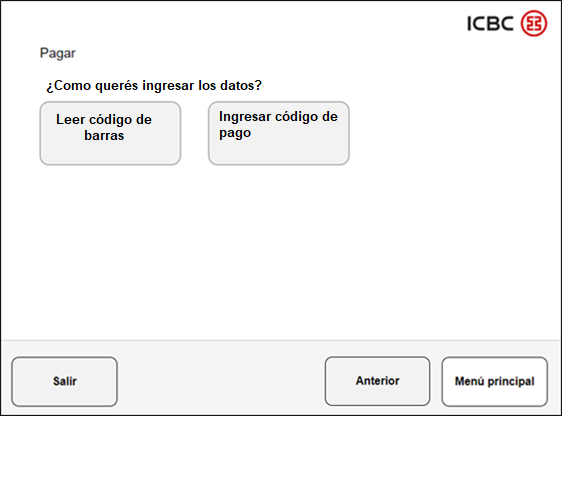 ICBC
Pagar
¿Como querés ingresar los datos?
Leer código de
barras
Ingresar código de
pago
Salir
Anterior
Menú principal